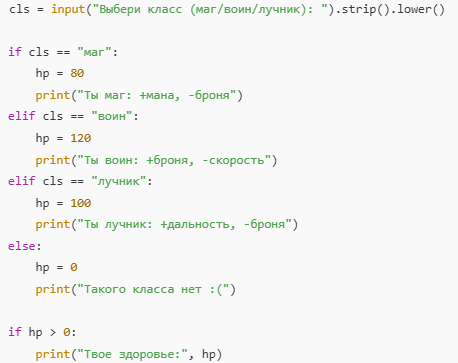 cls = input("Выбери класс (маг/воин/лучник): ").strip().lower()
if cls == "маг":
    hp = 80
    print("Ты маг: +мана, -броня")
elif cls == "воин":
    hp = 120
    print("Ты воин: +броня, -скорость")
elif cls == "лучник":
    hp = 100
    print("Ты лучник: +дальность, -броня")
else:
    hp = 0
    print("Такого класса нет :(")
if hp > 0:
    print("Твое здоровье:", hp)